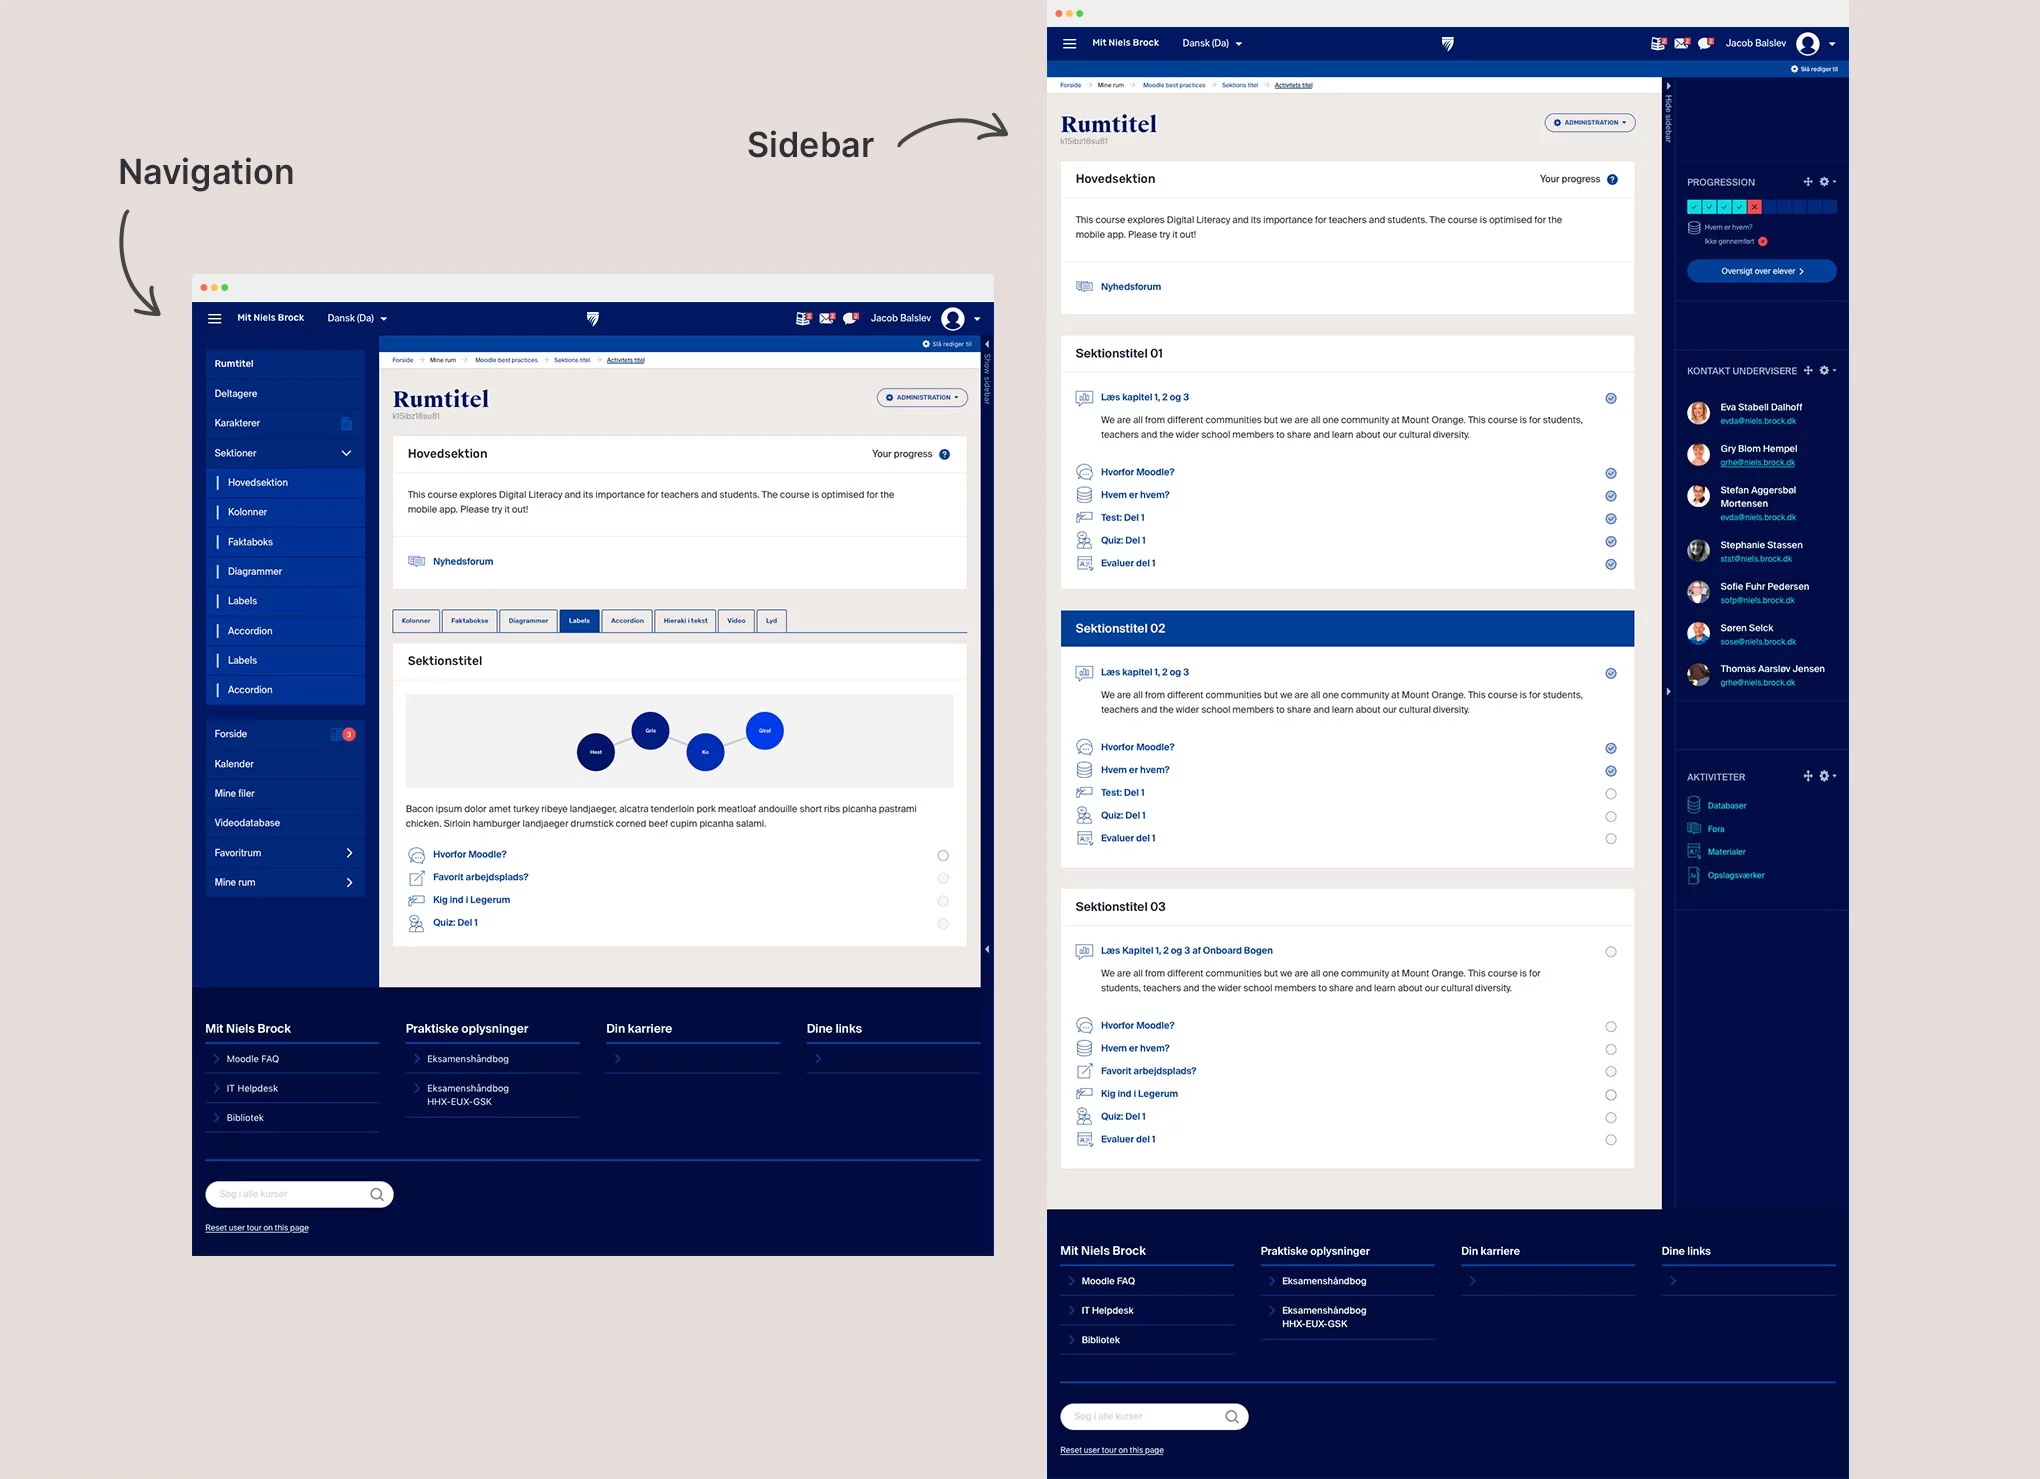 Navigation
Mit Niels Brock
Dansk (Da)
2
2
2
Jacob Balslev
Slå rediger til
Show sidebar
Rumtitel
Deltagere
Karakterer
Sektioner
Hovedsektion
Kolonner
Faktaboks
Diagrammer
Labels
Accordion
Labels
Accordion
Forside
3
Kalender
Mine filer
Videodatabase
Favoritrum
Mine rum
Forside
Mine rum
Moodle best practices
Sektions titel
Activitets titel
Rumtitel
k15ibz18su81
ADMINISTRATION
Hovedsektion
Your progress ?
This course explores Digital Literacy and its importance for teachers and students. The course is optimised for the
mobile app. Please try it out!
Nyhedsforum
Kolonner
Faktabokse
Diagrammer
Labels
Accordion
Hieraki i tekst
Video
Lyd
Sektionstitel
Hest
Gris
Ko
Giraf
Bacon ipsum dolor amet turkey ribeye landjaeger, alcatra tenderloin pork meatloaf andouille short ribs picanha pastrami
chicken. Sirloin hamburger landjaeger drumstick corned beef cupim picanha salami.
Hvorfor Moodle?
Favorit arbejdsplads?
Kig ind i Legerum
Quiz: Del 1
Mit Niels Brock
Moodle FAQ
IT Helpdesk
Bibliotek
Praktiske oplysninger
Eksamenshåndbog
Eksamenshåndbog
HHX-EUX-GSK
Din karriere
Dine links
Søg i alle kurser
Reset user tour on this page
Sidebar
Mit Niels Brock
Dansk (Da)
2
2
2
Jacob Balslev
Slå rediger til
Forside
Mine rum
Moodle best practices
Sektions titel
Activitets titel
Hide sidebar
Rumtitel
k15ibz18su81
ADMINISTRATION
Hovedsektion
Your progress ?
This course explores Digital Literacy and its importance for teachers and students. The course is optimised for the
mobile app. Please try it out!
Nyhedsforum
Sektionstitel 01
Læs kapitel 1, 2 og 3
We are all from different communities but we are all one community at Mount Orange. This course is for students,
teachers and the wider school members to share and learn about our cultural diversity.
Hvorfor Moodle?
Hvem er hvem?
Test: Del 1
Quiz: Del 1
Evaluer del 1
Sektionstitel 02
Læs kapitel 1, 2 og 3
We are all from different communities but we are all one community at Mount Orange. This course is for students,
teachers and the wider school members to share and learn about our cultural diversity.
Hvorfor Moodle?
Hvem er hvem?
Test: Del 1
Quiz: Del 1
Evaluer del 1
Sektionstitel 03
Læs Kapitel 1, 2 og 3 af Onboard Bogen
We are all from different communities but we are all one community at Mount Orange. This course is for
students, teachers and the wider school members to share and learn about our cultural diversity.
Hvorfor Moodle?
Hvem er hvem?
Favorit arbejdsplads?
Kig ind i Legerum
Quiz: Del 1
Evaluer del 1
PROGRESSION
Hvem er hvem?
Ikke gennemført
Oversigt over elever
KONTAKT UNDERVISERE
Eva Stabell Dalhoff
evda@niels.brock.dk
Gry Blom Hempel
grhe@niels.brock.dk
Stefan Aggersbøl
Mortensen
evda@niels.brock.dk
Stephanie Stassen
stst@niels.brock.dk
Sofie Fuhr Pedersen
sofp@niels.brock.dk
Søren Selck
sose@niels.brock.dk
Thomas Aarsløv Jensen
grhe@niels.brock.dk
AKTIVITETER
Databaser
Fora
Materialer
Opslagsværker
Mit Niels Brock
Moodle FAQ
IT Helpdesk
Bibliotek
Praktiske oplysninger
Eksamenshåndbog
Eksamenshåndbog
HHX-EUX-GSK
Din karriere
Dine links
Søg i alle kurser
Reset user tour on this page